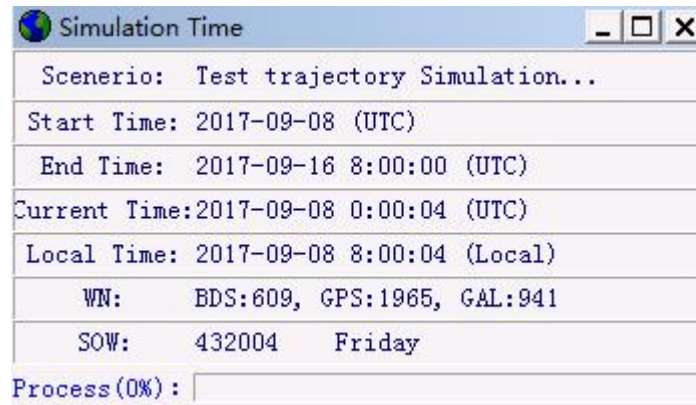 Simulation Time
Scenerio: Test trajectory Simulation...
Start Time: 2017-09-08 (UTC)
End Time: 2017-09-16 8:00:00 (UTC)
Current Time:2017-09-08 0:00:04 (UTC)
Local Time: 2017-09-08 8:00:04 (Local)
WN: BDS:609, GPS:1965, GAL:941
SOW: 432004 Friday
Process(0%):